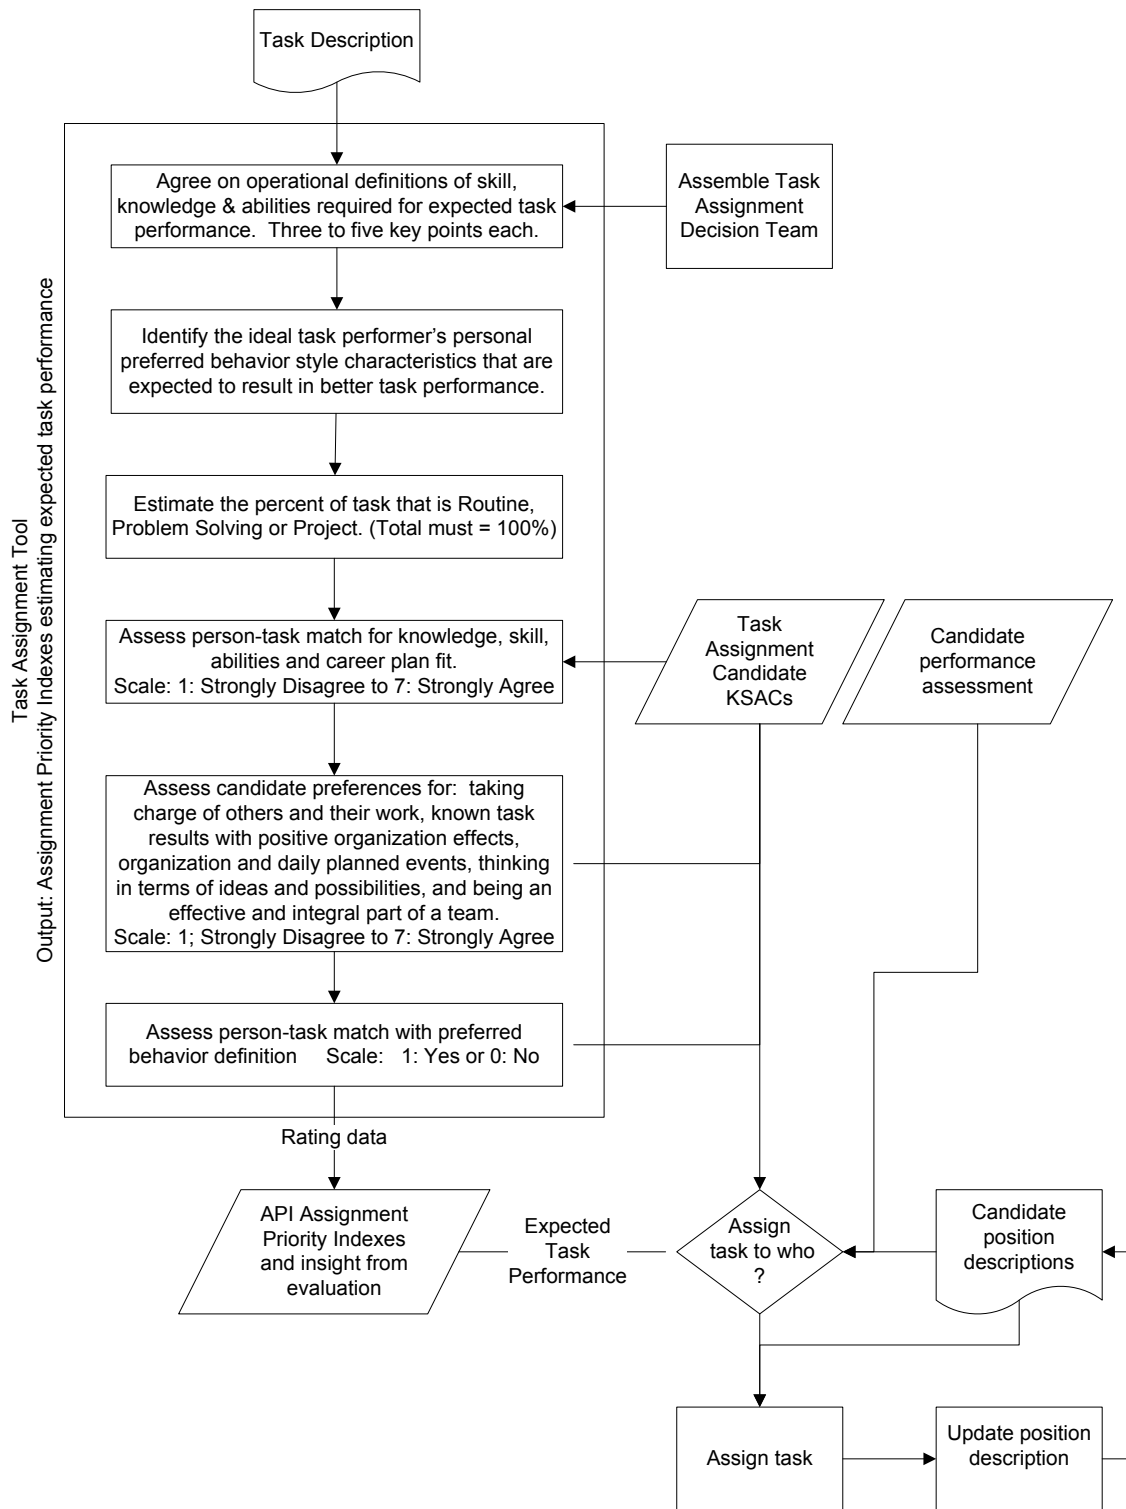 Task Description
Agree on operational definitions of skill,
knowledge & abilities required for expected task
performance.  Three to five key points each.
Assemble Task
Assignment
Decision Team
Identify the ideal task performer’s personal
preferred behavior style characteristics that are
expected to result in better task performance.
Task Assignment Tool
Output: Assignment Priority Indexes estimating expected task performance
Estimate the percent of task that is Routine,
Problem Solving or Project. (Total must = 100%)
Assess person-task match for knowledge, skill,
abilities and career plan fit.
Scale: 1: Strongly Disagree to 7: Strongly Agree
Task
Assignment
Candidate
KSACs
Candidate
performance
assessment
Assess candidate preferences for:  taking
charge of others and their work, known task
results with positive organization effects,
organization and daily planned events, thinking
in terms of ideas and possibilities, and being an
effective and integral part of a team.
Scale: 1; Strongly Disagree to 7: Strongly Agree
Assess person-task match with preferred
behavior definition     Scale:   1: Yes or 0: No
Rating data
API Assignment
Priority Indexes
and insight from
evaluation
Expected
Task
Performance
Assign
task to who
?
Candidate
position
descriptions
Assign task
Update position
description